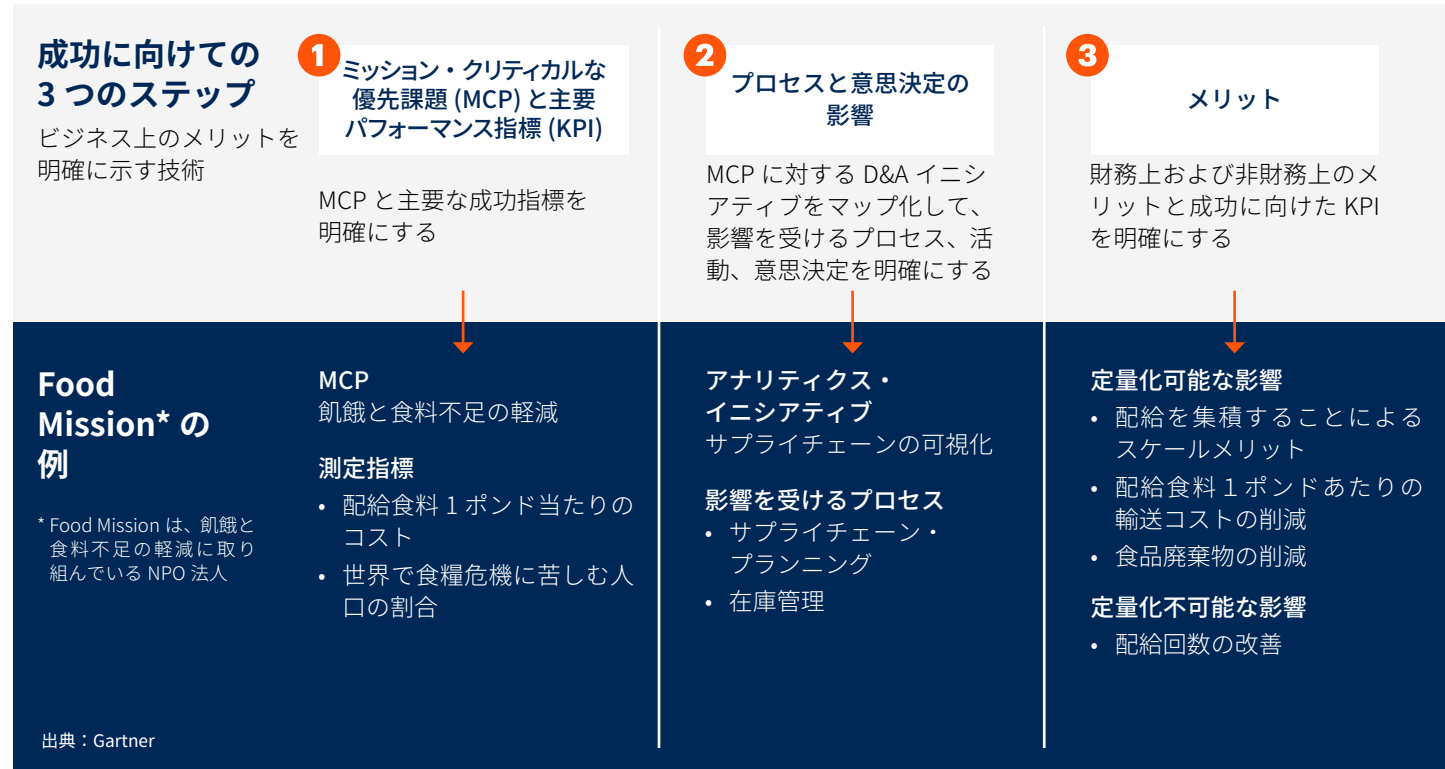 成功に向けての
3 つのステップ
ビジネス上のメリットを
明確に示す技術
1
ミッション・クリティカルな
優先課題 (MCP) と主要
パフォーマンス指標 (KPI)
MCP と主要な成功指標を
明確にする
2
プロセスと意思決定の
影響
MCP に対する D&A イニシ
アティブをマップ化して、
影響を受けるプロセス、活
動、意思決定を明確にする
3
メリット
財務上および非財務上のメ
リットと成功に向けた KPI
を明確にする
Food
Mission* の
例
* Food Mission は、飢餓と
食料不足の軽減に取り
組んでいる NPO 法人
MCP
飢餓と食料不足の軽減
測定指標
• 配給食料 1 ポンド当たりの
コスト
• 世界で食糧危機に苦しむ人
口の割合
アナリティクス・
イニシアティブ
サプライチェーンの可視化
影響を受けるプロセス
• サプライチェーン・
プランニング
• 在庫管理
定量化可能な影響
• 配給を集積することによる
スケールメリット
• 配給食料 1 ポンドあたりの
輸送コストの削減
• 食品廃棄物の削減
定量化不可能な影響
• 配給回数の改善
出典：Gartner